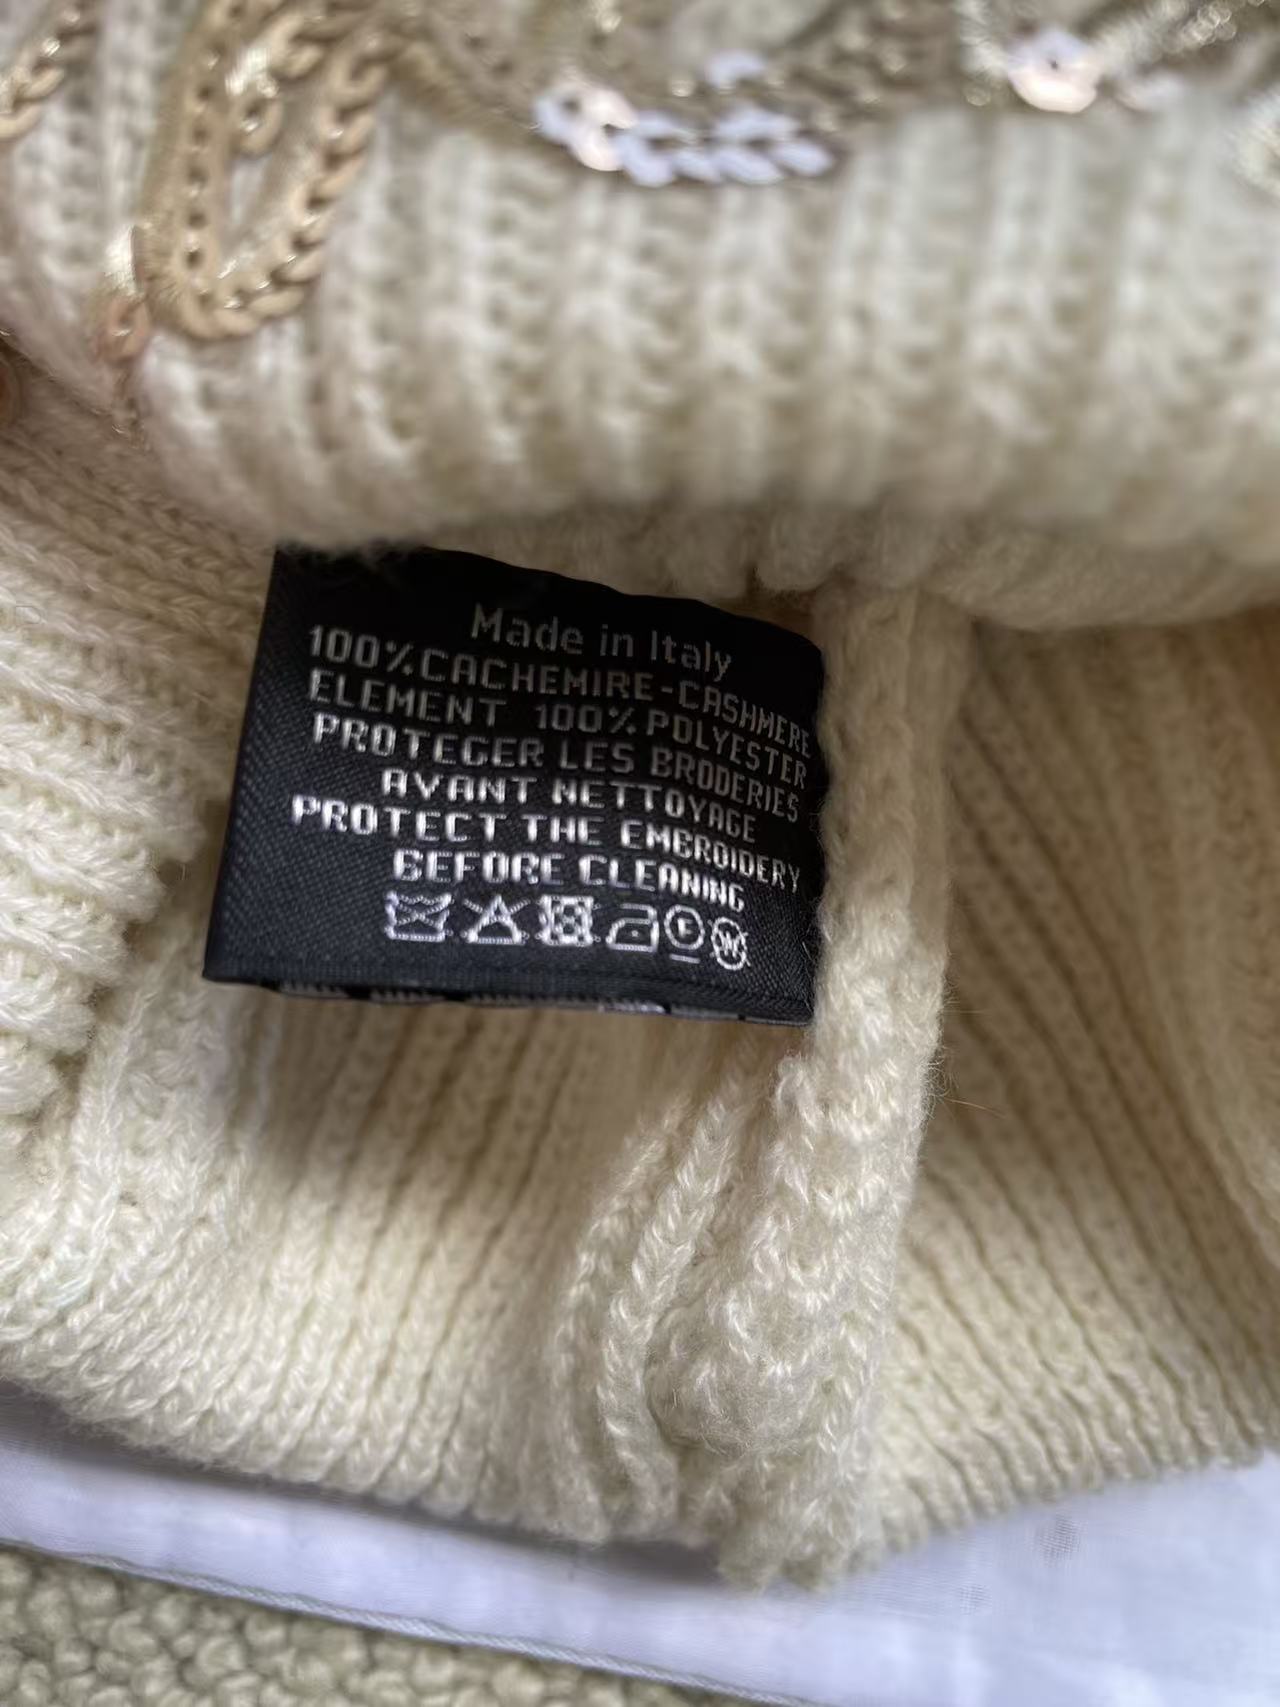 Made in Italy
100%CACHEMIRE-CASHMERE
ELEMENT 100%POLYESTER
PROTEGER LES BRODERIES
AVANT NETTOYAGE
PROTECT THE EMBROIDERY
BEFORE CLEANING
F W